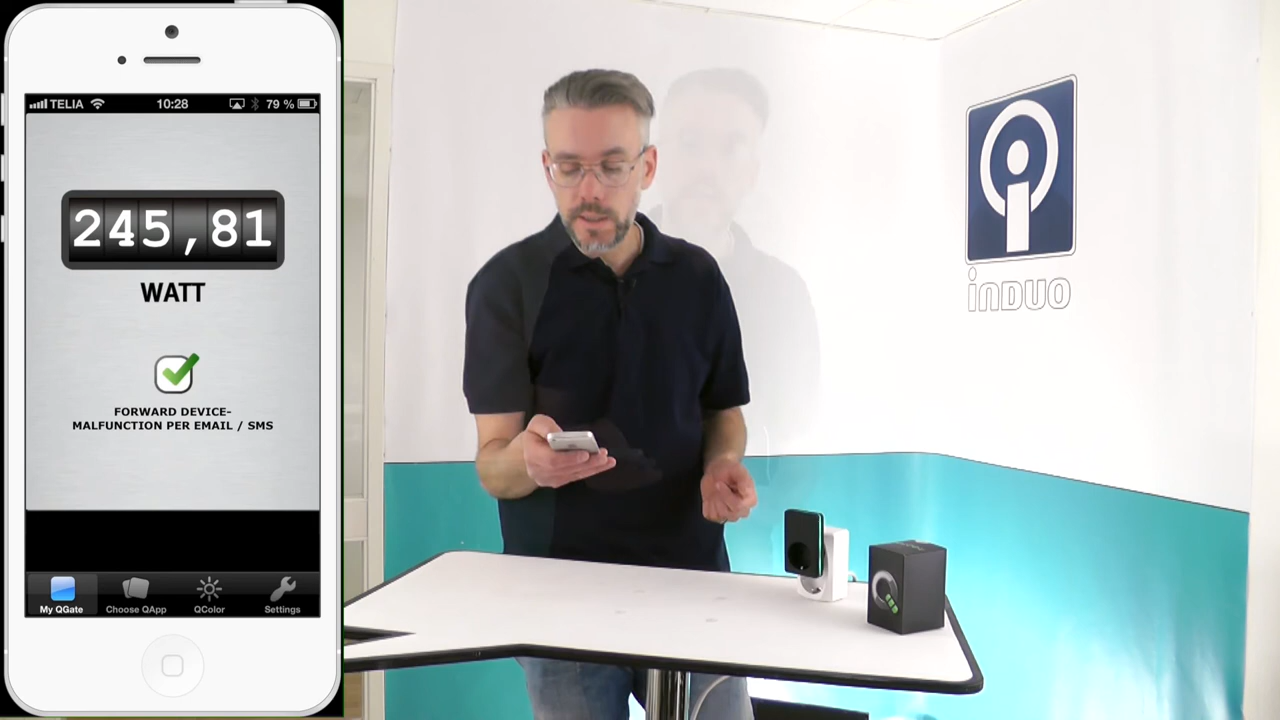 TELIA
10:28
79 %
245,81
WATT
FORWARD DEVICE-
MALFUNCTION PER EMAIL / SMS
My QGate
Choose QApp
QColor
Settings
inDUO